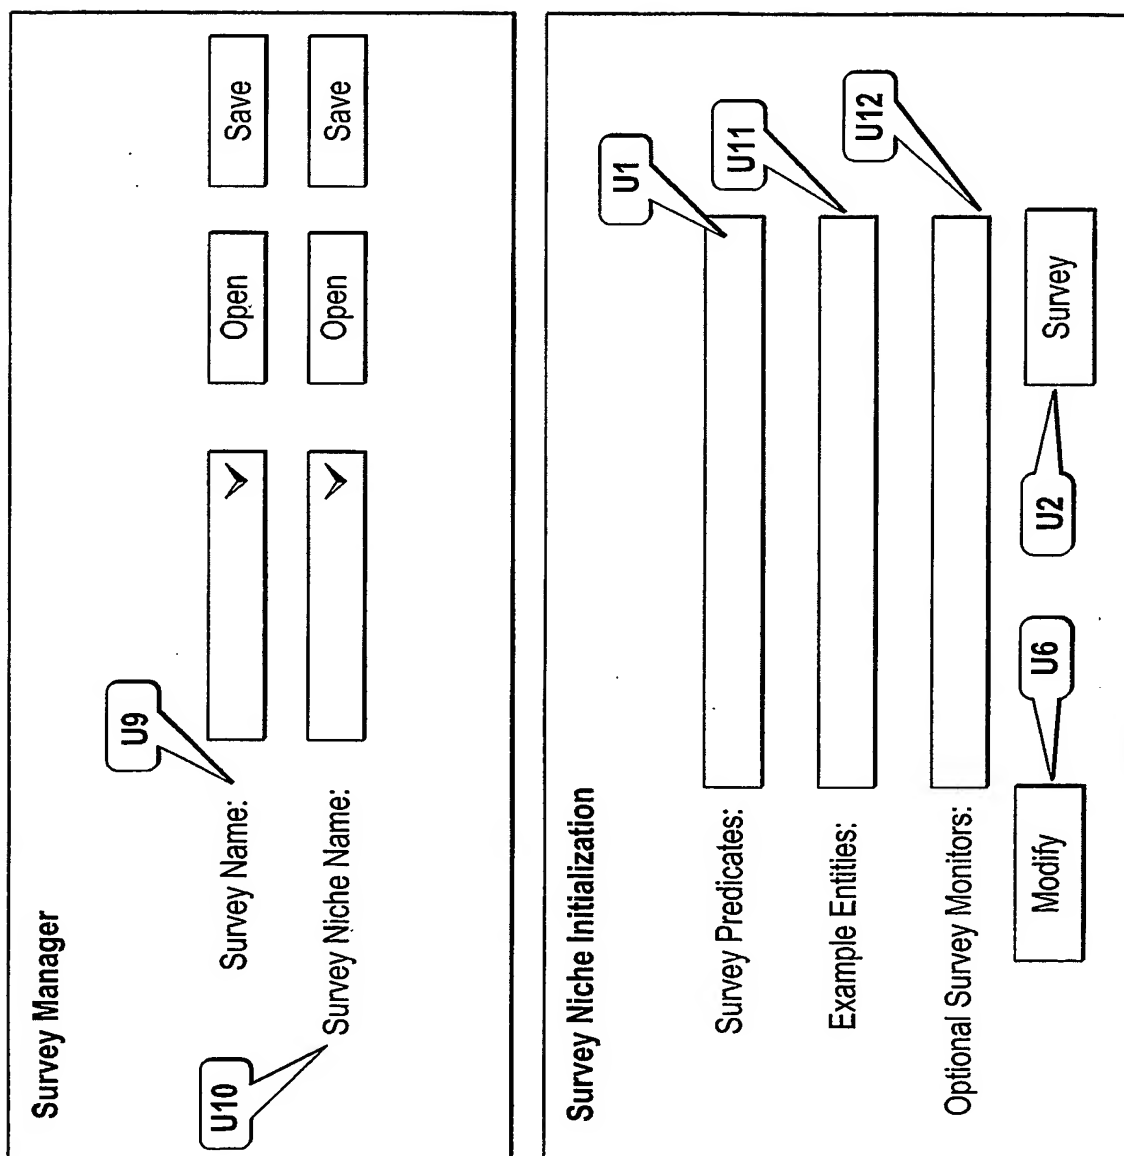 Survey Manager
U9
Survey Name: Open Save
U10
Survey Niche Name: Open Save
Survey Niche Initialization
U1
Survey Predicates:
U11
Example Entities:
U12
Optional Survey Monitors:
Modify U6 U2 Survey